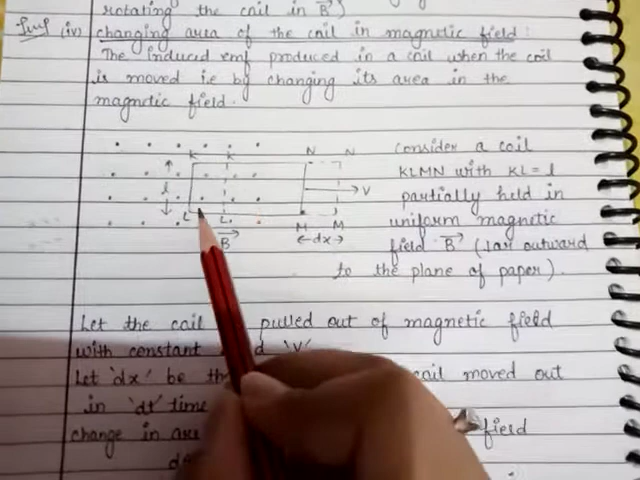 rotating the coil in B)
(iv) changing area of the coil in magnetic field:
The induced emf produced in a coil when the coil
is moved i.e by changing its area in the
magnetic field.
K K N N
l
V
L L M M
B dx
Consider a coil
KLMN with KL = l
partially held in
uniform magnetic
field B (⊥ar outward
to the plane of paper).
Let the coil pulled out of magnetic field
with constant 'V'
Let 'dx' be the coil moved out
in 'dt' time
change in field